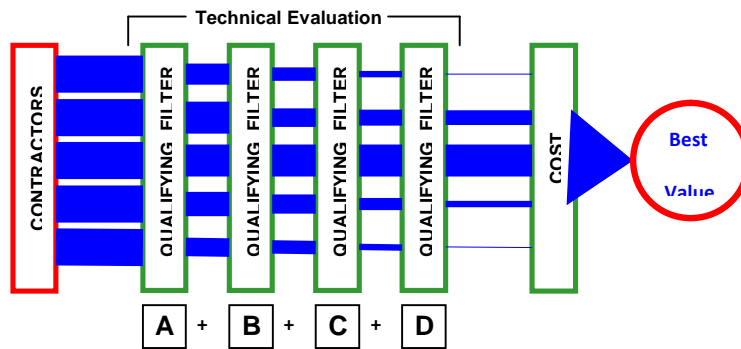 Technical Evaluation
CONTRACTORS
QUALIFYING FILTER
QUALIFYING FILTER
QUALIFYING FILTER
QUALIFYING FILTER
COST
Best
Value
A + B + C + D